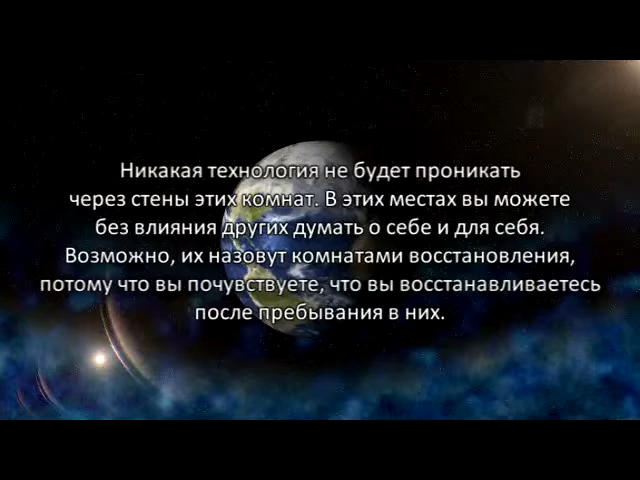 Никакая технология не будет проникать
через стены этих комнат. В этих местах вы можете
без влияния других думать о себе и для себя.
Возможно, их назовут комнатами восстановления,
потому что вы почувствуете, что вы восстанавливаетесь
после пребывания в них.